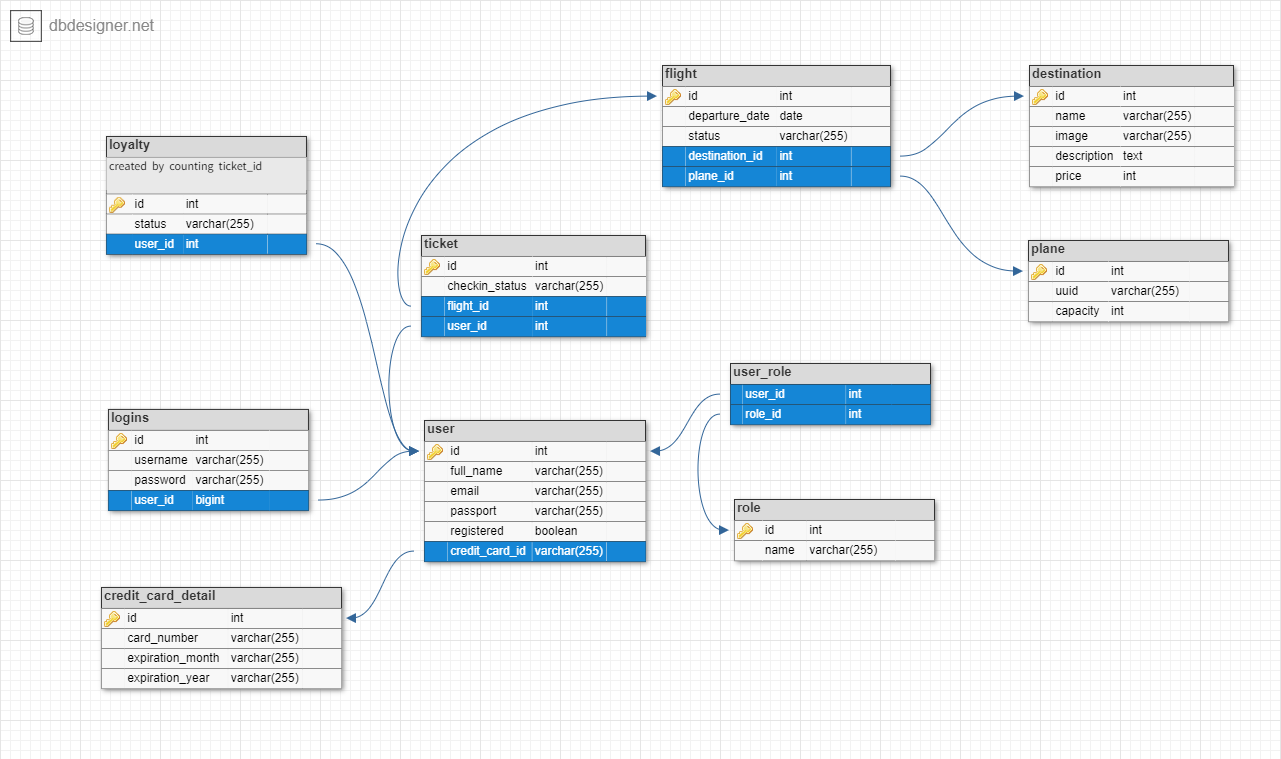 dbdesigner.net
flight
id int
departure_date date
status varchar(255)
destination_id int
plane_id int
destination
id int
name varchar(255)
image varchar(255)
description text
price int
loyalty
created by counting ticket_id
id int
status varchar(255)
user_id int
ticket
id int
checkin_status varchar(255)
flight_id int
user_id int
plane
id int
uuid varchar(255)
capacity int
user_role
user_id int
role_id int
logins
id int
username varchar(255)
password varchar(255)
user_id bigint
user
id int
full_name varchar(255)
email varchar(255)
passport varchar(255)
registered boolean
credit_card_id varchar(255)
role
id int
name varchar(255)
credit_card_detail
id int
card_number varchar(255)
expiration_month varchar(255)
expiration_year varchar(255)